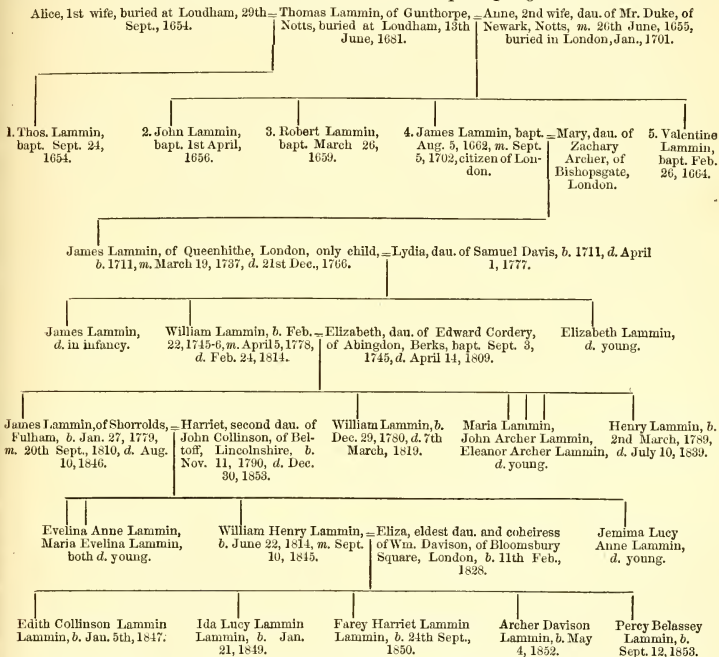 Alice, 1st wife, buried at Loudham, 29th
Sept., 1654.
= Thomas Lammin, of Gunthorpe,
Notts, buried at Loudham, 13th
June, 1681.
= Anne, 2nd wife, dau. of Mr. Duke, of
Newark, Notts, m. 26th June, 1655,
buried in London, Jan., 1701.
1. Thos. Lammin,
bapt. Sept. 24,
1654.
2. John Lammin,
bapt. 1st April,
1656.
3. Robert Lammin,
bapt. March 26,
1659.
4. James Lammin, bapt.
Aug. 5, 1662, m. Sept.
5, 1702, citizen of Lon-
don.
= Mary, dau. of
Zachary
Archer, of
Bishopsgate,
London.
5. Valentine
Lammin,
bapt. Feb.
26, 1664.
James Lammin, of Queenhithe, London, only child,
b. 1711, m. March 19, 1737, d. 21st Dec., 1766.
= Lydia, dau. of Samuel Davis, b. 1711, d. April
1, 1777.
James Lammin,
d. in infancy.
William Lammin, b. Feb.
22, 1745-6, m. April 5, 1778,
d. Feb. 24, 1814.
= Elizabeth, dau. of Edward Cordery,
of Abingdon, Berks, bapt. Sept. 3,
1745, d. April 14, 1809.
Elizabeth Lammin,
d. young.
James Lammin, of Shorrolds,
Fulham, b. Jan. 27, 1779,
m. 20th Sept., 1810, d. Aug.
10, 1846.
= Harriet, second dau. of
John Collinson, of Bel-
toff, Lincolnshire, b.
Nov. 11, 1790, d. Dec.
30, 1853.
William Lammin, b.
Dec. 29, 1780, d. 7th
March, 1819.
Maria Lammin,
John Archer Lammin,
Eleanor Archer Lammin,
d. young.
Henry Lammin, b.
2nd March, 1789,
d. July 10, 1839.
Evelina Anne Lammin,
Maria Evelina Lammin,
both d. young.
William Henry Lammin,
b. June 22, 1814, m. Sept.
10, 1845.
= Eliza, eldest dau. and coheiress
of Wm. Davison, of Bloomsbury
Square, London, b. 11th Feb.,
1828.
Jemima Lucy
Anne Lammin,
d. young.
Edith Collinson Lammin
Lammin, b. Jan. 5th, 1847.
Ida Lucy Lammin
Lammin, b. Jan.
21, 1849.
Farey Harriet Lammin
Lammin, b. 24th Sept.,
1850.
Archer Davison
Lammin, b. May
4, 1852.
Percy Belassey
Lammin, b.
Sept. 12, 1853.